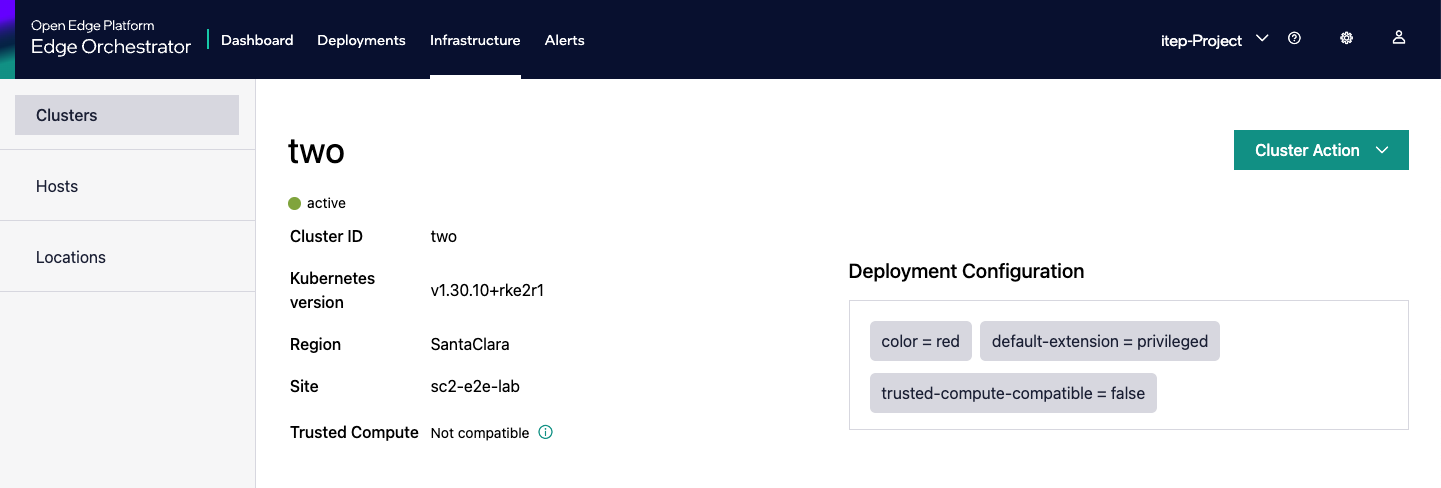 Open Edge Platform
Edge Orchestrator
Dashboard
Deployments
Infrastructure
Alerts
itep-Project
Clusters
Hosts
Locations
two
Cluster Action
active
Cluster ID two
Kubernetes version v1.30.10+rke2r1
Region SantaClara
Site sc2-e2e-lab
Trusted Compute Not compatible
Deployment Configuration
color = red
default-extension = privileged
trusted-compute-compatible = false